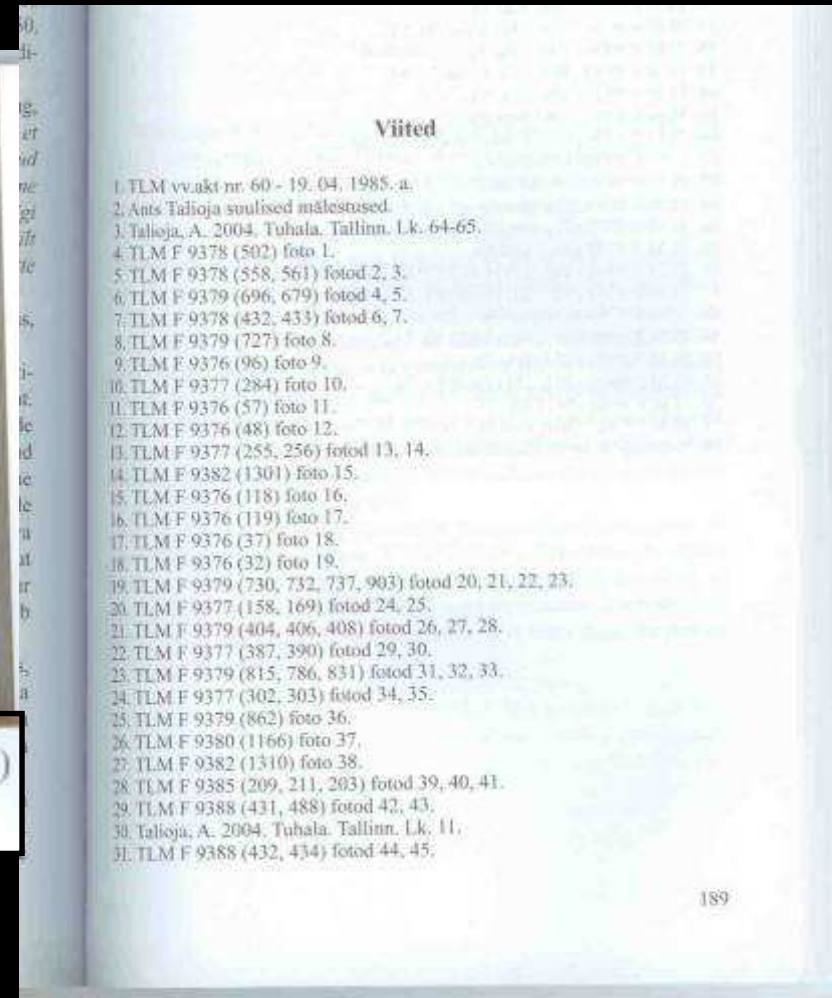 50,
di-
et
Viited
1. TLM vv.akt nr. 60 - 19. 04. 1985. a.
2. Ants Talioja suulised mälestused.
3. Talioja, A. 2004. Tuhala. Tallinn. Lk. 64-65.
4. TLM F 9378 (502) foto 1.
5. TLM F 9378 (558, 561) fotod 2, 3.
6. TLM F 9379 (696, 679) fotod 4, 5.
7. TLM F 9378 (432, 433) fotod 6, 7.
8. TLM F 9379 (727) foto 8.
9. TLM F 9376 (96) foto 9.
10. TLM F 9377 (284) foto 10.
11. TLM F 9376 (57) foto 11.
12. TLM F 9376 (48) foto 12.
13. TLM F 9377 (255, 256) fotod 13, 14.
14. TLM F 9382 (1301) foto 15.
15. TLM F 9376 (118) foto 16.
16. TLM F 9376 (119) foto 17.
17. TLM F 9376 (37) foto 18.
18. TLM F 9376 (32) foto 19.
19. TLM F 9379 (730, 732, 737, 903) fotod 20, 21, 22, 23.
20. TLM F 9377 (158, 169) fotod 24, 25.
21. TLM F 9379 (404, 406, 408) fotod 26, 27, 28.
22. TLM F 9377 (387, 390) fotod 29, 30.
23. TLM F 9379 (815, 786, 831) fotod 31, 32, 33.
24. TLM F 9377 (302, 303) fotod 34, 35.
25. TLM F 9379 (862) foto 36.
26. TLM F 9380 (1166) foto 37.
27. TLM F 9382 (1310) foto 38.
28. TLM F 9385 (209, 211, 203) fotod 39, 40, 41.
29. TLM F 9388 (431, 488) fotod 42, 43.
30. Talioja, A. 2004. Tuhala. Tallinn. Lk. 11.
31. TLM F 9388 (432, 434) fotod 44, 45.
189